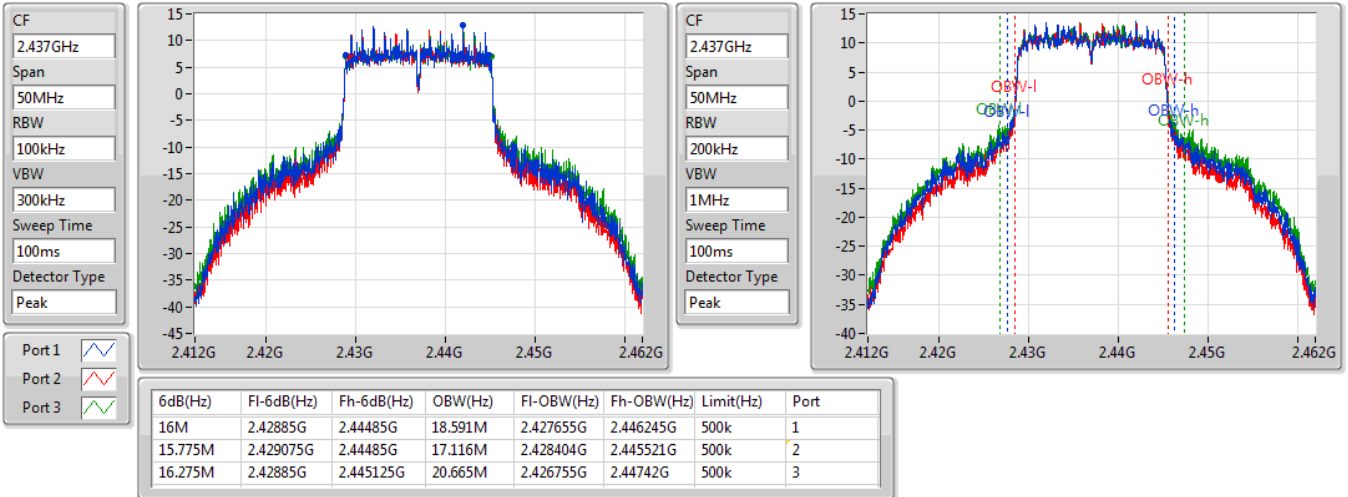 CF
2.437GHz
Span
50MHz
RBW
100kHz
VBW
300kHz
Sweep Time
100ms
Detector Type
Peak
15
10
5
0
-5
-10
-15
-20
-25
-30
-35
-40
-45
2.412G 2.42G 2.43G 2.44G 2.45G 2.462G
CF
2.437GHz
Span
50MHz
RBW
200kHz
VBW
1MHz
Sweep Time
100ms
Detector Type
Peak
15
10
5
0
-5
-10
-15
-20
-25
-30
-35
-40
OBW-l
OBW-h
OBW-l
OBW-l
OBW-h
OBW-h
2.412G 2.42G 2.43G 2.44G 2.45G 2.462G
Port 1
Port 2
Port 3
6dB(Hz) Fl-6dB(Hz) Fh-6dB(Hz) OBW(Hz) Fl-OBW(Hz) Fh-OBW(Hz) Limit(Hz) Port
16M 2.42885G 2.44485G 18.591M 2.427655G 2.446245G 500k 1
15.775M 2.429075G 2.44485G 17.116M 2.428404G 2.445521G 500k 2
16.275M 2.42885G 2.445125G 20.665M 2.426755G 2.44742G 500k 3